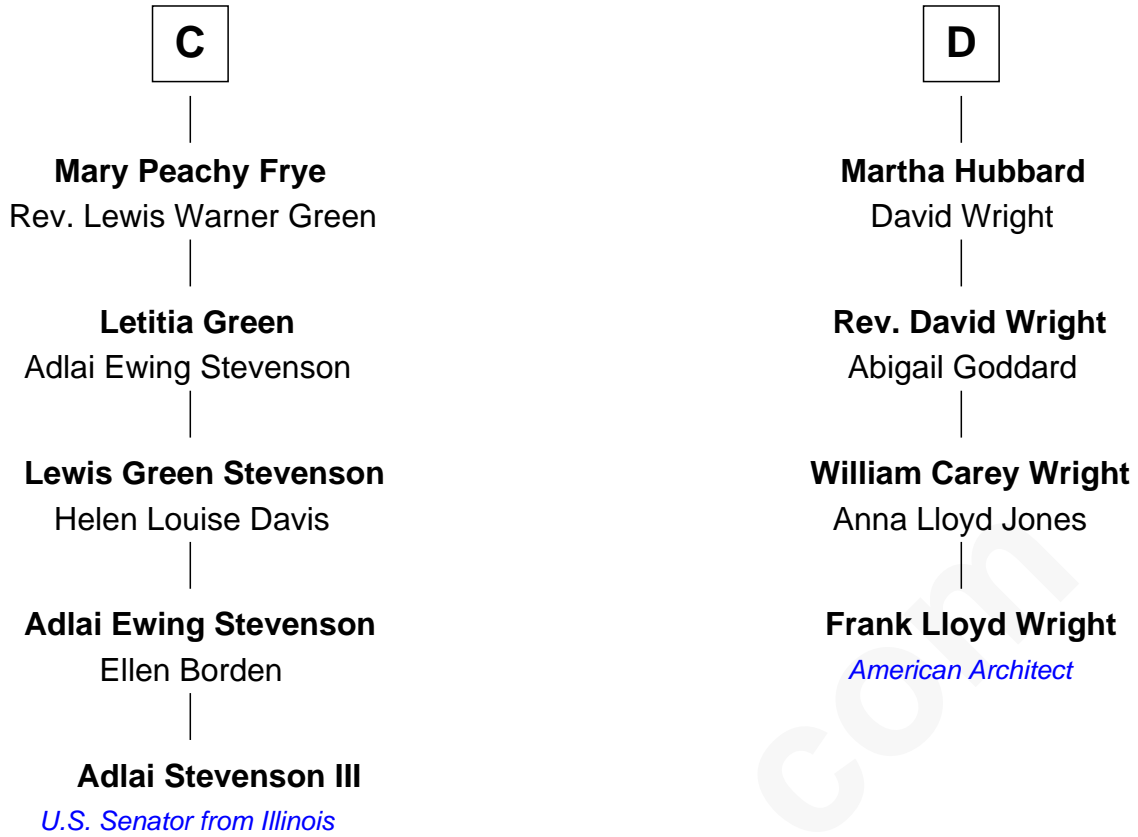 C
Mary Peachy Frye
Rev. Lewis Warner Green
Letitia Green
Adlai Ewing Stevenson
Lewis Green Stevenson
Helen Louise Davis
Adlai Ewing Stevenson
Ellen Borden
Adlai Stevenson III
U.S. Senator from Illinois
D
Martha Hubbard
David Wright
Rev. David Wright
Abigail Goddard
William Carey Wright
Anna Lloyd Jones
Frank Lloyd Wright
American Architect
com